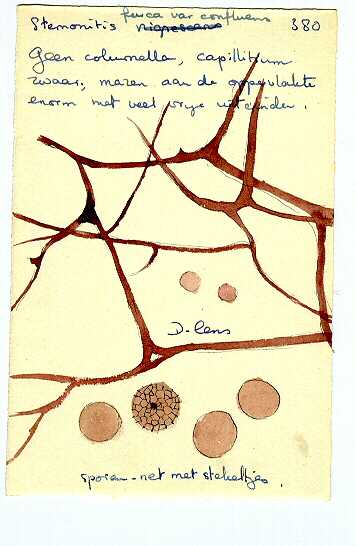 fusca var confluens
Stemonitis nigrescens 380
Geen columella, capillitium
zwaar, mazen aan de oppervlakte
enorm met veel vrije uiteinden.
D-lens
sporen - net met stekeltjes.